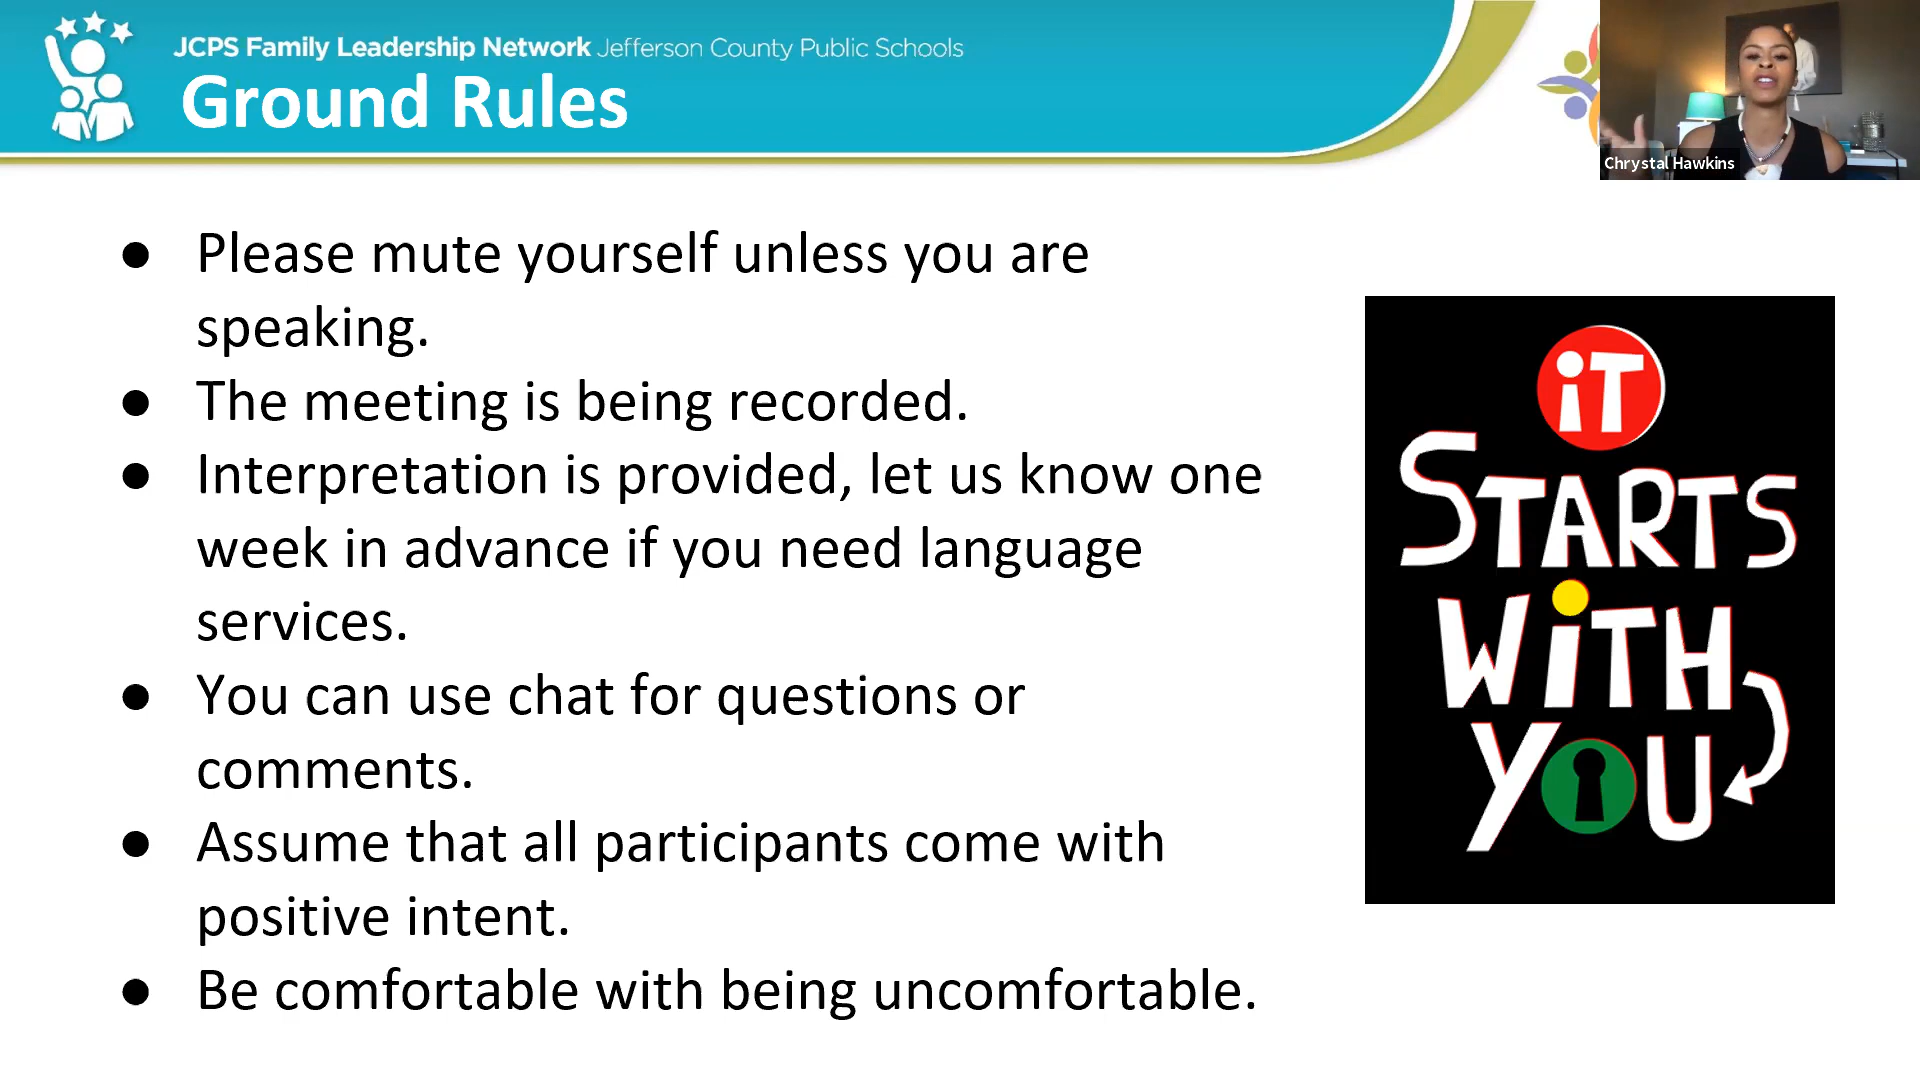 JCPS Family Leadership Network Jefferson County Public Schools
Ground Rules
Chrystal Hawkins
● Please mute yourself unless you are
speaking.
● The meeting is being recorded.
● Interpretation is provided, let us know one
week in advance if you need language
services.
● You can use chat for questions or
comments.
● Assume that all participants come with
positive intent.
● Be comfortable with being uncomfortable.
iT
STARTS
WiTH
YOU